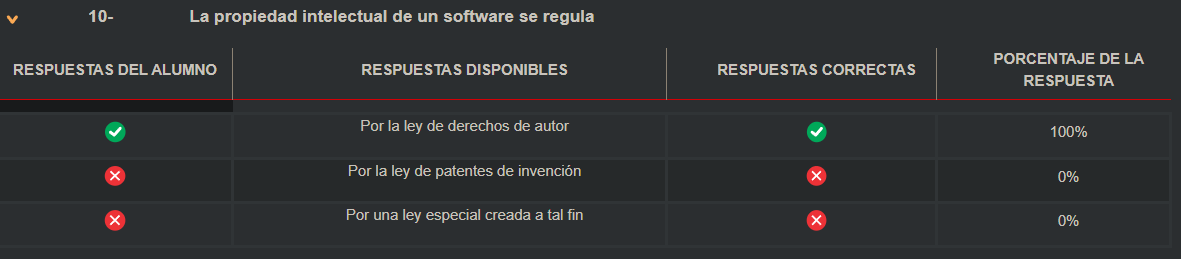 10- La propiedad intelectual de un software se regula
RESPUESTAS DEL ALUMNO RESPUESTAS DISPONIBLES RESPUESTAS CORRECTAS PORCENTAJE DE LA
RESPUESTA
Por la ley de derechos de autor 100%
Por la ley de patentes de invención 0%
Por una ley especial creada a tal fin 0%